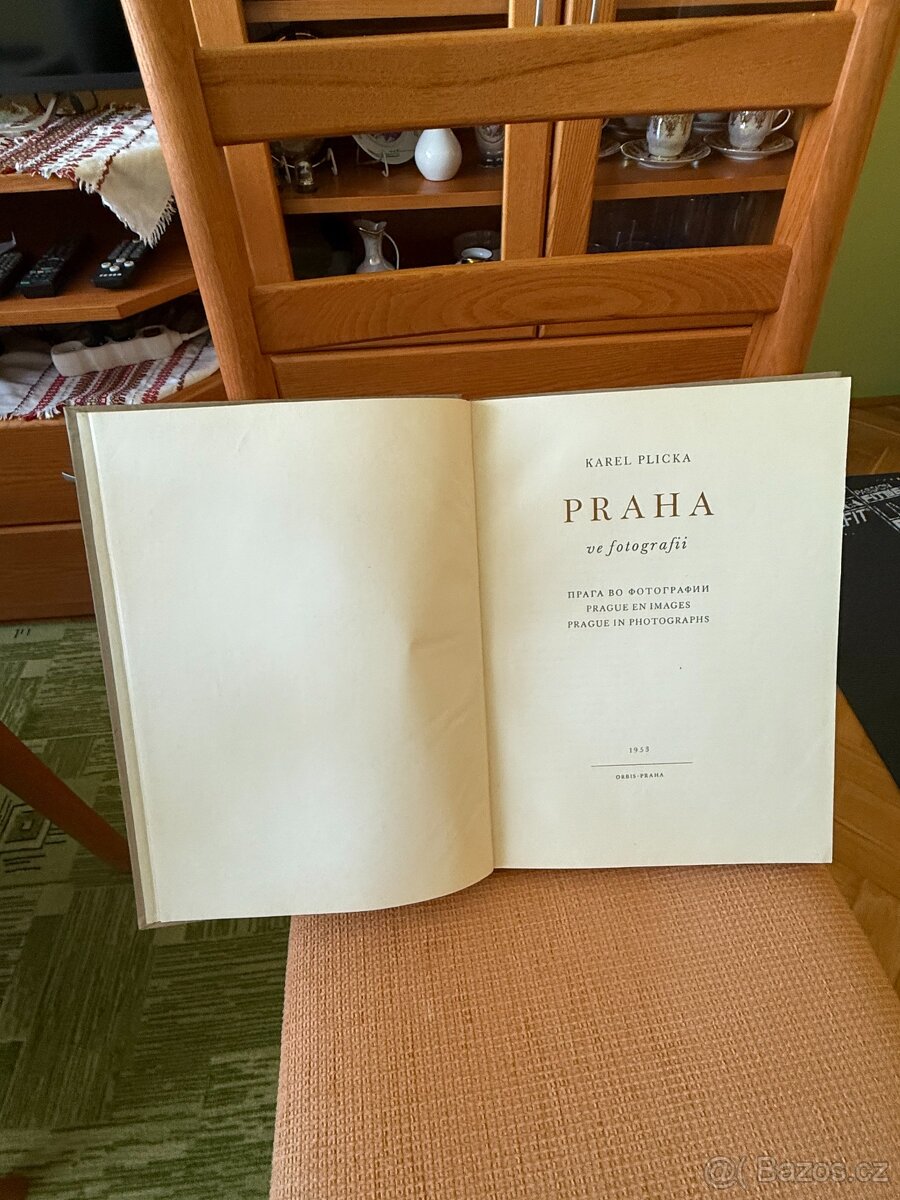 KAREL PLICKA
PRAHA
ve fotografii
ПРАГА ВО ФОТОГРАФИИ
PRAGUE EN IMAGES
PRAGUE IN PHOTOGRAPHS
1953
ORBIS-PRAHA
Bazos.cz